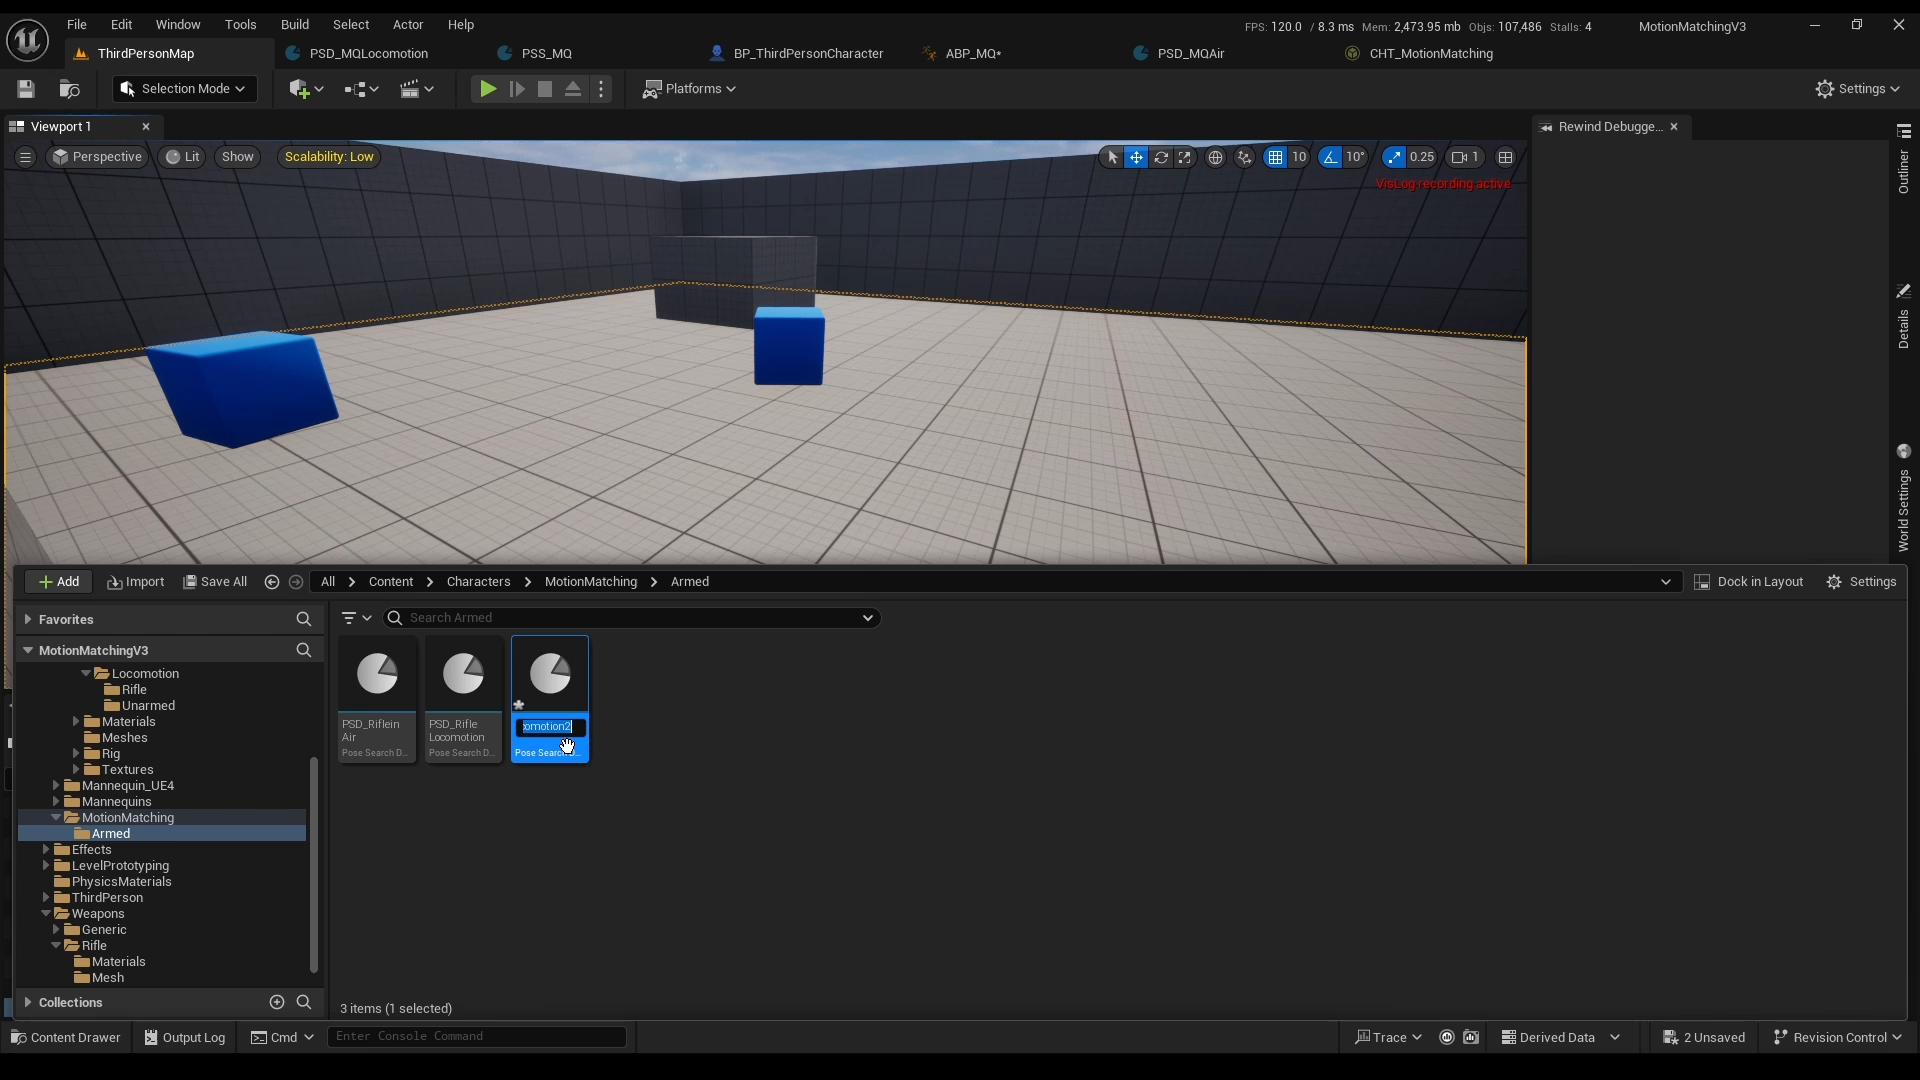 File Edit Window Tools Build Select Actor Help
FPS: 120.0 / 8.3 ms Mem: 2,473.95 mb Objs: 107,486 Stalls: 4 MotionMatchingV3
ThirdPersonMap PSD_MQLocomotion PSS_MQ BP_ThirdPersonCharacter ABP_MQ* PSD_MQAir CHT_MotionMatching
Selection Mode Platforms Settings
Viewport 1 Rewind Debugge...
Perspective Lit Show Scalability: Low 10 10° 0.25 1
VisLog recording active
Outliner
Details
World Settings
Add Import Save All All Content Characters MotionMatching Armed Dock in Layout Settings
Favorites Search Armed
MotionMatchingV3
Locomotion
Rifle
Unarmed
Materials
Meshes
Rig
Textures
Mannequin_UE4
Mannequins
MotionMatching
Armed
Effects
LevelPrototyping
PhysicsMaterials
ThirdPerson
Weapons
Generic
Rifle
Materials
Mesh
Collections
PSD_Riflein
Air
Pose Search D...
PSD_Rifle
Locomotion
Pose Search D...
omotion2
Pose Search D...
3 items (1 selected)
Content Drawer Output Log Cmd Enter Console Command Trace Derived Data 2 Unsaved Revision Control